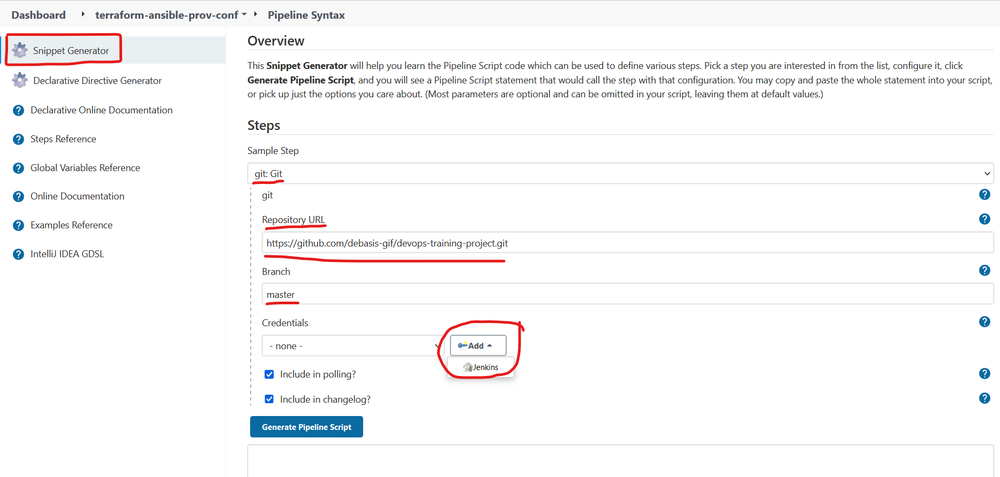 Dashboard terraform-ansible-prov-conf Pipeline Syntax
Snippet Generator
Declarative Directive Generator
Declarative Online Documentation
Steps Reference
Global Variables Reference
Online Documentation
Examples Reference
IntelliJ IDEA GDSL
Overview
This Snippet Generator will help you learn the Pipeline Script code which can be used to define various steps. Pick a step you are interested in from the list, configure it, click
Generate Pipeline Script, and you will see a Pipeline Script statement that would call the step with that configuration. You may copy and paste the whole statement into your script,
or pick up just the options you care about. (Most parameters are optional and can be omitted in your script, leaving them at default values.)
Steps
Sample Step
git: Git
git
Repository URL
https://github.com/debasis-gif/devops-training-project.git
Branch
master
Credentials
- none - Add
Jenkins
Include in polling?
Include in changelog?
Generate Pipeline Script